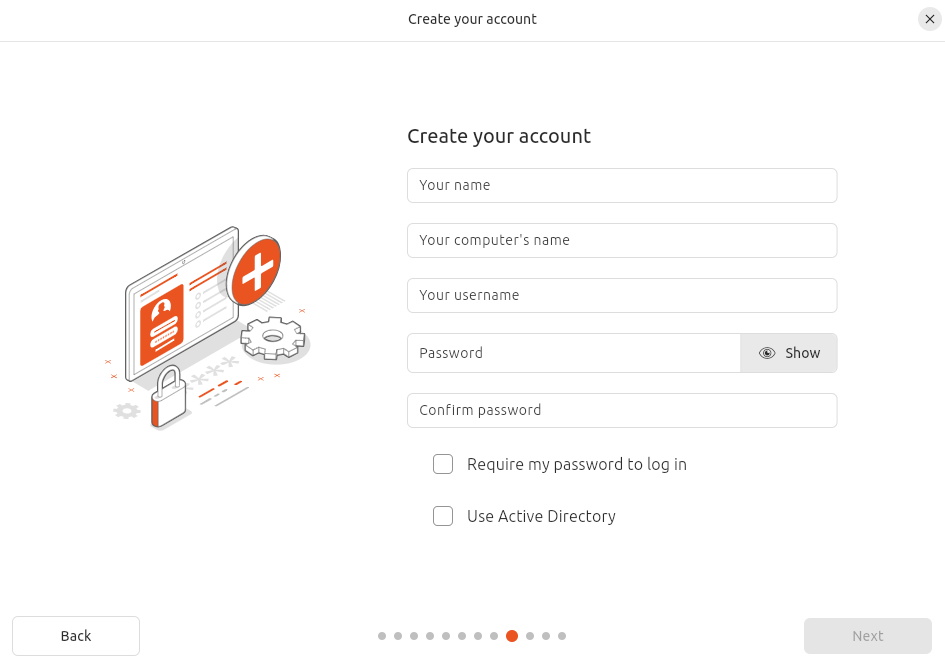 Create your account
Create your account
Your name
Your computer's name
Your username
Password
Show
Confirm password
Require my password to log in
Use Active Directory
Back
Next